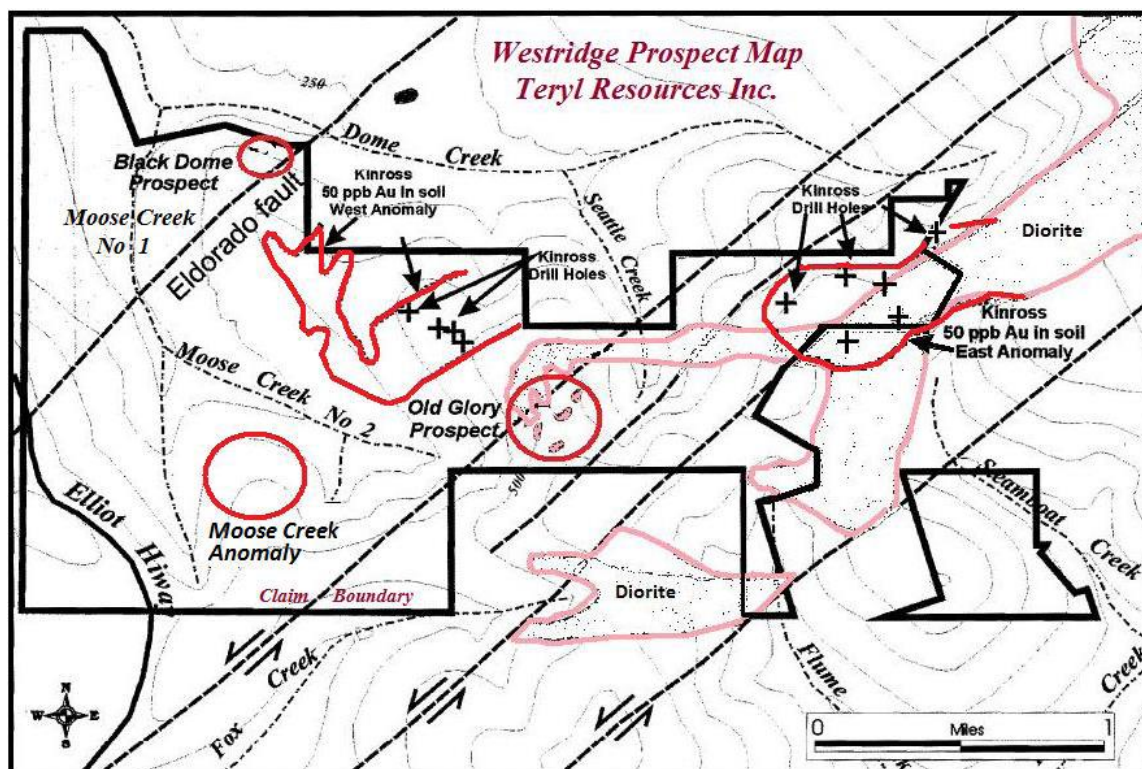 Westridge Prospect Map
Teryl Resources Inc.
250
Dome
Creek
Black Dome
Prospect
Moose Creek
No 1
Eldorado fault
Kinross
50 ppb Au in soil
West Anomaly
Seattle
Creek
Kinross
Drill Holes
Diorite
Kinross
Drill Holes
Kinross
50 ppb Au in soil
East Anomaly
Moose Creek No 2
Old Glory
Prospect
500
Seamboat
Creek
Moose Creek
Anomaly
Elliot
Hiway
Claim Boundary
Diorite
Fox
Creek
Flume
Creek
N
W E
S
0 1
Miles